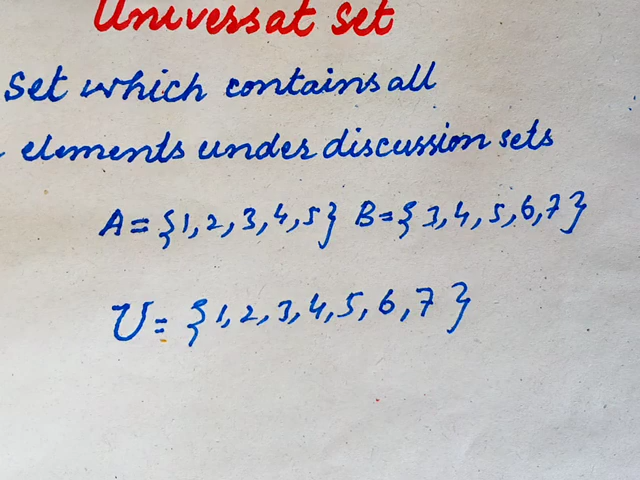 Universat set
Set which contains all
elements under discussion sets
A = {1, 2, 3, 4, 5} B = {3, 4, 5, 6, 7}
U = {1, 2, 3, 4, 5, 6, 7}